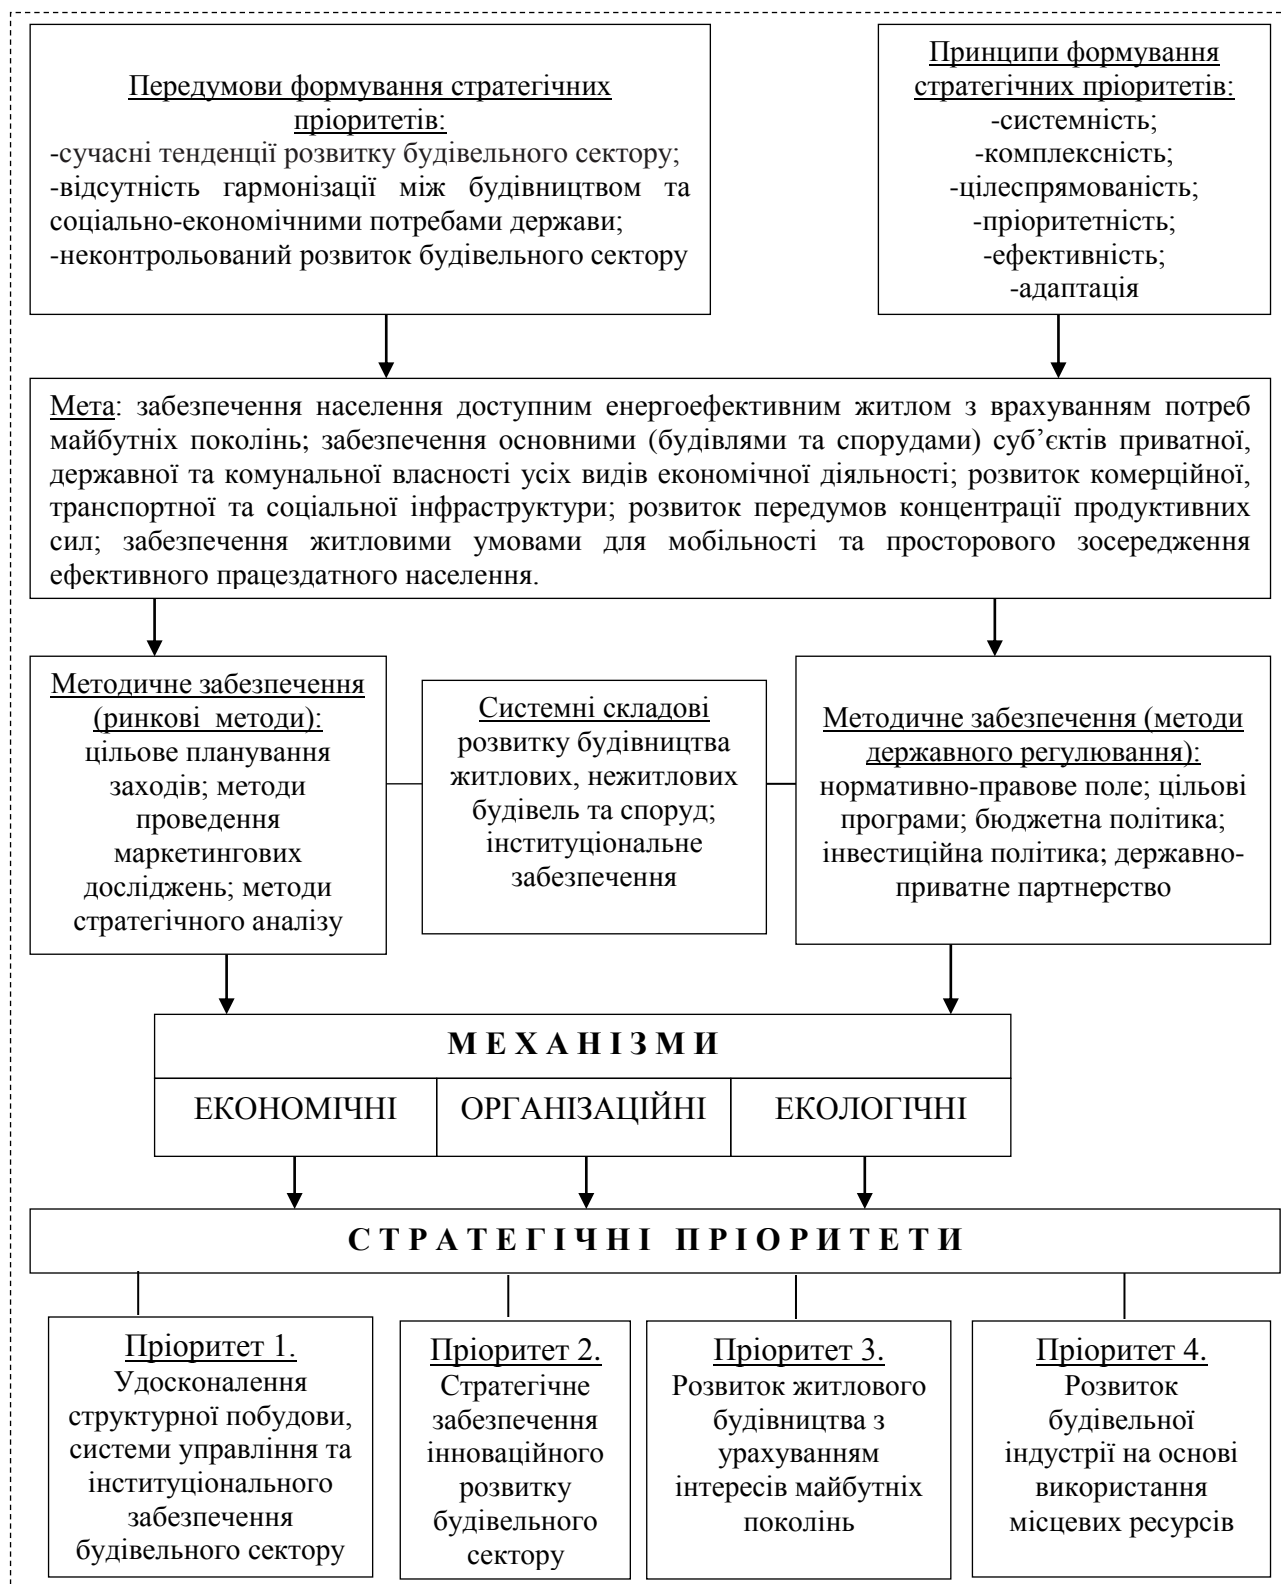 Передумови формування стратегічних
пріоритетів:
-сучасні тенденції розвитку будівельного сектору;
-відсутність гармонізації між будівництвом та
соціально-економічними потребами держави;
-неконтрольований розвиток будівельного сектору
Принципи формування
стратегічних пріоритетів:
-системність;
-комплексність;
-цілеспрямованість;
-пріоритетність;
-ефективність;
-адаптація
Мета: забезпечення населення доступним енергоефективним житлом з врахуванням потреб
майбутніх поколінь; забезпечення основними (будівлями та спорудами) суб’єктів приватної,
державної та комунальної власності усіх видів економічної діяльності; розвиток комерційної,
транспортної та соціальної інфраструктури; розвиток передумов концентрації продуктивних
сил; забезпечення житловими умовами для мобільності та просторового зосередження
ефективного працездатного населення.
Методичне забезпечення
(ринкові методи):
цільове планування
заходів; методи
проведення
маркетингових
досліджень; методи
стратегічного аналізу
Системні складові
розвитку будівництва
житлових, нежитлових
будівель та споруд;
інституціональне
забезпечення
Методичне забезпечення (методи
державного регулювання):
нормативно-правове поле; цільові
програми; бюджетна політика;
інвестиційна політика; державно-
приватне партнерство
М Е Х А Н І З М И
ЕКОНОМІЧНІ
ОРГАНІЗАЦІЙНІ
ЕКОЛОГІЧНІ
С Т Р А Т Е Г І Ч Н І П Р І О Р И Т Е Т И
Пріоритет 1.
Удосконалення
структурної побудови,
системи управління та
інституціонального
забезпечення
будівельного сектору
Пріоритет 2.
Стратегічне
забезпечення
інноваційного
розвитку
будівельного
сектору
Пріоритет 3.
Розвиток житлового
будівництва з
урахуванням
інтересів майбутніх
поколінь
Пріоритет 4.
Розвиток
будівельної
індустрії на основі
використання
місцевих ресурсів